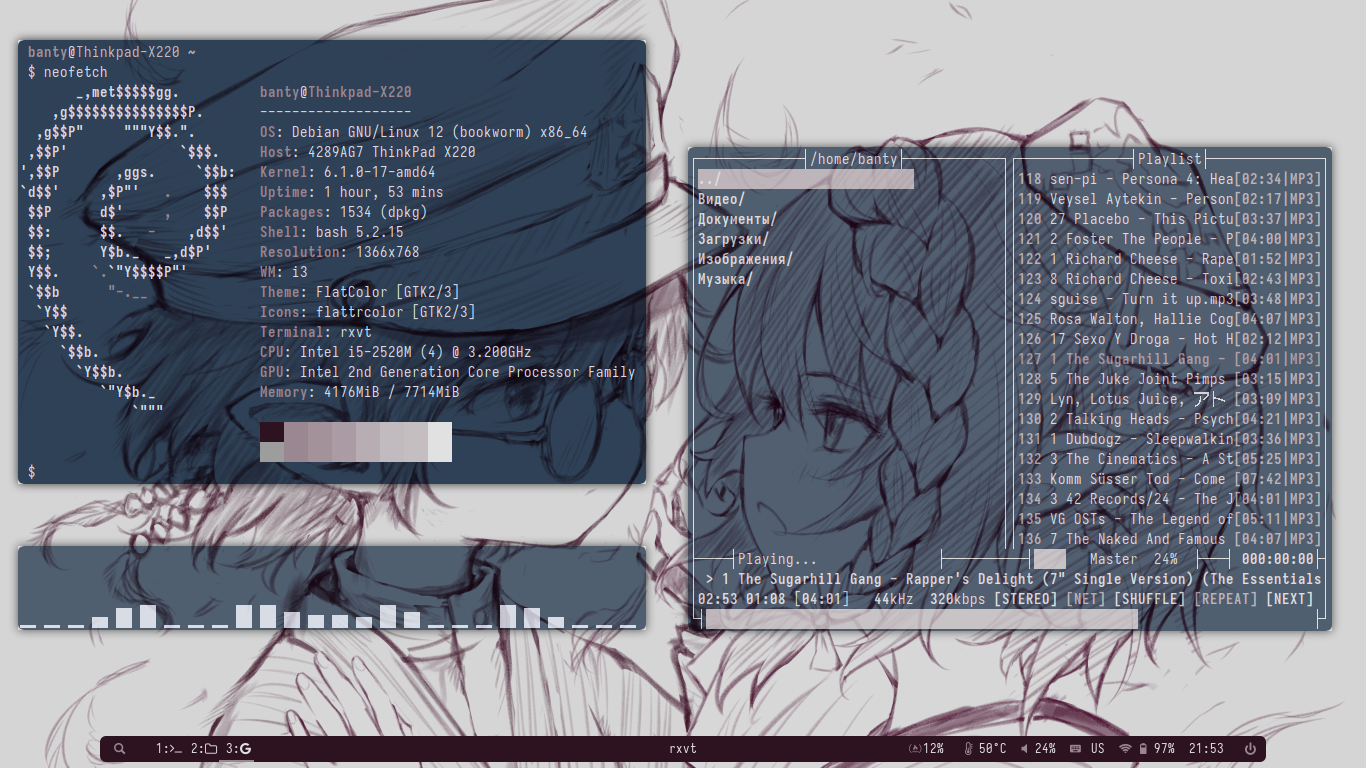 banty@Thinkpad-X220 ~
$ neofetch
_,met$$$$$gg.
,g$$$$$$$$$$$$$$$P.
,g$$P"     """Y$$.".
,$$P'              `$$$.
',$$P       ,ggs.     `$$b:
`d$$'     ,$P"'   .    $$$
$$P      d$'     ,    $$P
$$:      $$.   -    ,d$$'
$$;      Y$b._   _,d$P'
Y$$.    `.`"Y$$$$P"'
`$$b      "-.__
`Y$$
`Y$$.
`$$b.
`Y$$b.
`"Y$b._
`"""
banty@Thinkpad-X220
-------------------
OS: Debian GNU/Linux 12 (bookworm) x86_64
Host: 4289AG7 ThinkPad X220
Kernel: 6.1.0-17-amd64
Uptime: 1 hour, 53 mins
Packages: 1534 (dpkg)
Shell: bash 5.2.15
Resolution: 1366x768
WM: i3
Theme: FlatColor [GTK2/3]
Icons: flattrcolor [GTK2/3]
Terminal: rxvt
CPU: Intel i5-2520M (4) @ 3.200GHz
GPU: Intel 2nd Generation Core Processor Family
Memory: 4176MiB / 7714MiB
$
/home/banty
../
Видео/
Документы/
Загрузки/
Изображения/
Музыка/
Playlist
118 sen-pi - Persona 4: Hea[02:34|MP3]
119 Veysel Aytekin - Person[02:17|MP3]
120 27 Placebo - This Pictu[03:37|MP3]
121 2 Foster The People - P[04:00|MP3]
122 1 Richard Cheese - Rape[01:52|MP3]
123 8 Richard Cheese - Toxi[02:43|MP3]
124 sguise - Turn it up.mp3[03:48|MP3]
125 Rosa Walton, Hallie Cog[04:07|MP3]
126 17 Sexo Y Droga - Hot H[02:12|MP3]
127 1 The Sugarhill Gang - [04:01|MP3]
128 5 The Juke Joint Pimps [03:15|MP3]
129 Lyn, Lotus Juice, アト [03:09|MP3]
130 2 Talking Heads - Psych[04:21|MP3]
131 1 Dubdogz - Sleepwalkin[03:36|MP3]
132 3 The Cinematics - A St[05:25|MP3]
133 Komm Süsser Tod - Come [07:42|MP3]
134 3 42 Records/24 - The J[04:01|MP3]
135 VG OSTs - The Legend of[05:11|MP3]
136 7 The Naked And Famous [04:07|MP3]
Playing...
Master 24%
000:00:00
> 1 The Sugarhill Gang - Rapper's Delight (7" Single Version) (The Essentials
02:53 01:08 [04:01] 44kHz 320kbps [STEREO] [NET] [SHUFFLE] [REPEAT] [NEXT]
1:>_ 2: 3:G
rxvt
12% 50°C 24% US 97% 21:53